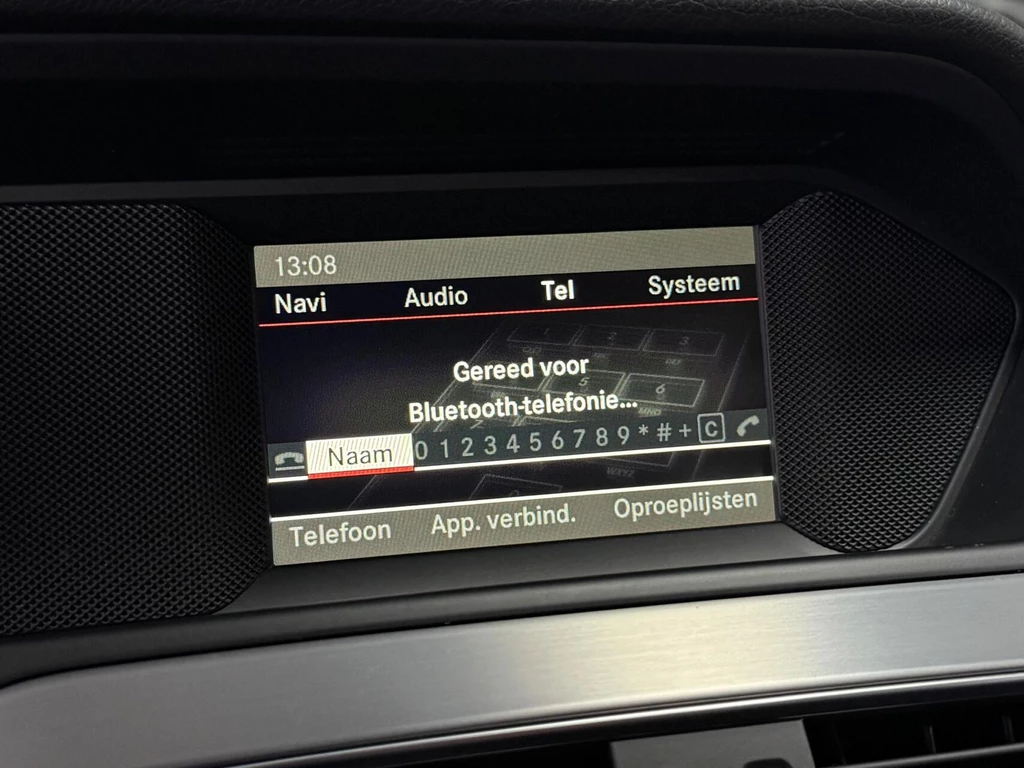 13:08
Navi Audio Tel Systeem
Gereed voor
Bluetooth-telefonie...
Naam 0 1 2 3 4 5 6 7 8 9 * # + C
Telefoon App. verbind. Oproeplijsten